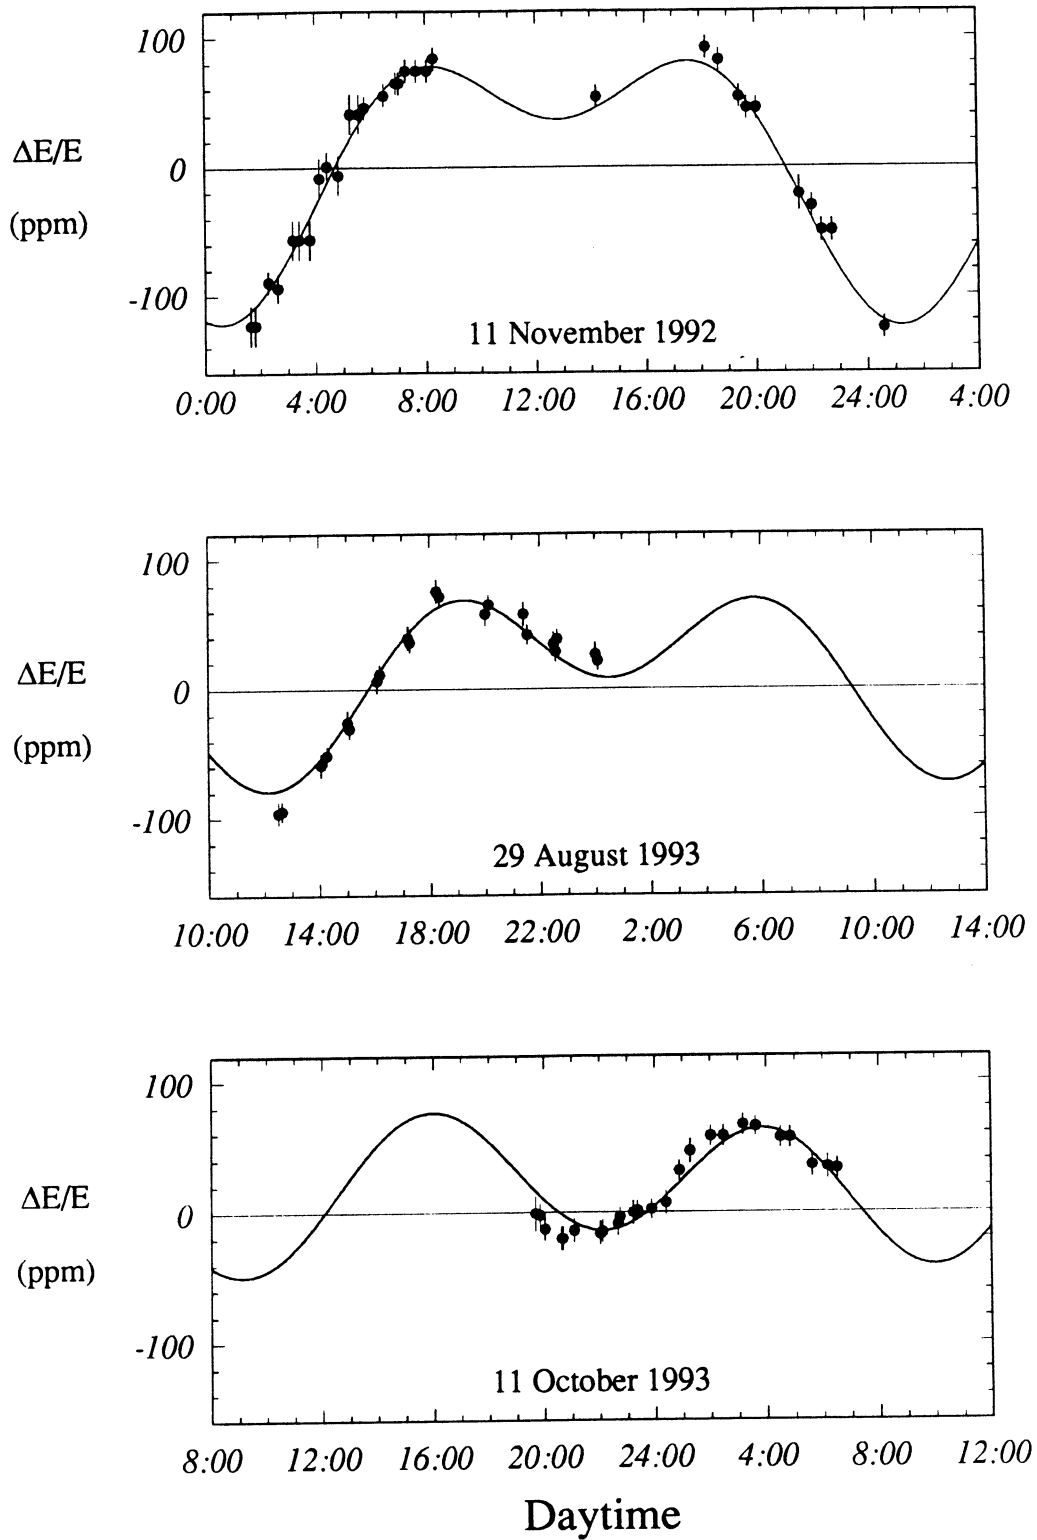 100
ΔE/E
0
(ppm)
-100
11 November 1992
0:00 4:00 8:00 12:00 16:00 20:00 24:00 4:00
100
ΔE/E
0
(ppm)
-100
29 August 1993
10:00 14:00 18:00 22:00 2:00 6:00 10:00 14:00
100
ΔE/E
0
(ppm)
-100
11 October 1993
8:00 12:00 16:00 20:00 24:00 4:00 8:00 12:00
Daytime